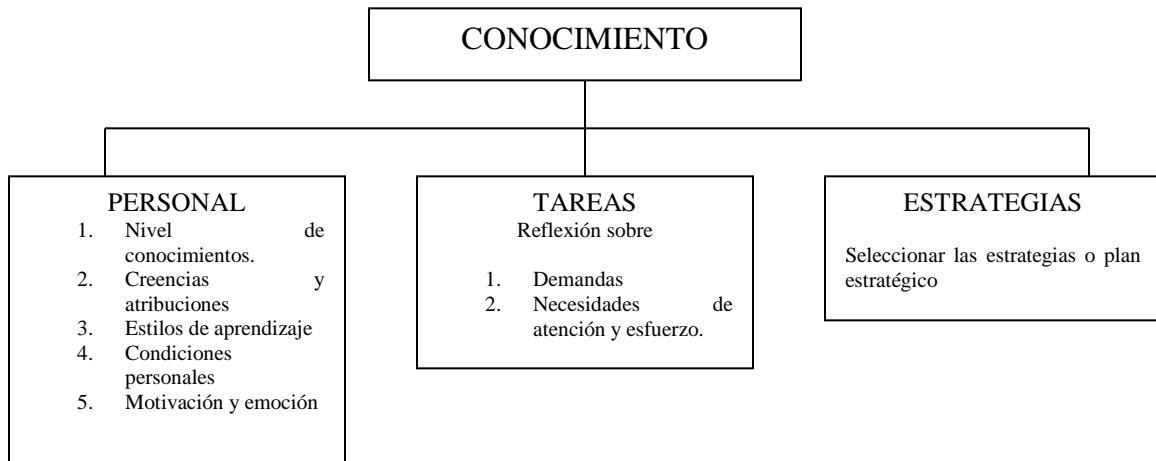 CONOCIMIENTO
PERSONAL
1. Nivel de
conocimientos.
2. Creencias y
atribuciones
3. Estilos de aprendizaje
4. Condiciones
personales
5. Motivación y emoción
TAREAS
Reflexión sobre
1. Demandas
2. Necesidades de
atención y esfuerzo.
ESTRATEGIAS
Seleccionar las estrategias o plan
estratégico